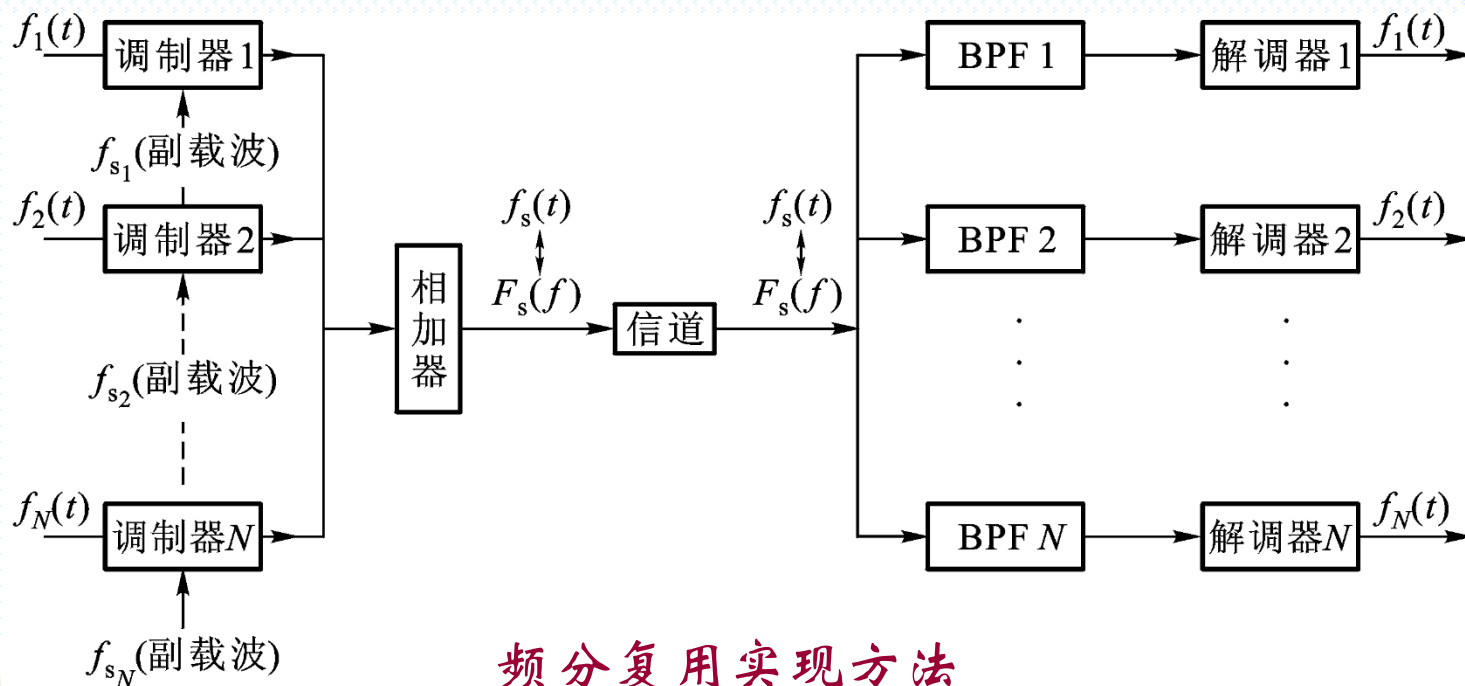 f₁(t)
调制器1
fs₁(副载波)
f₂(t)
调制器2
fs₂(副载波)
f_N(t)
调制器N
fs_N(副载波)
相加器
fs(t)
Fs(f)
信道
fs(t)
Fs(f)
BPF 1
解调器1
f₁(t)
BPF 2
解调器2
f₂(t)
BPF N
解调器N
f_N(t)
频分复用实现方法